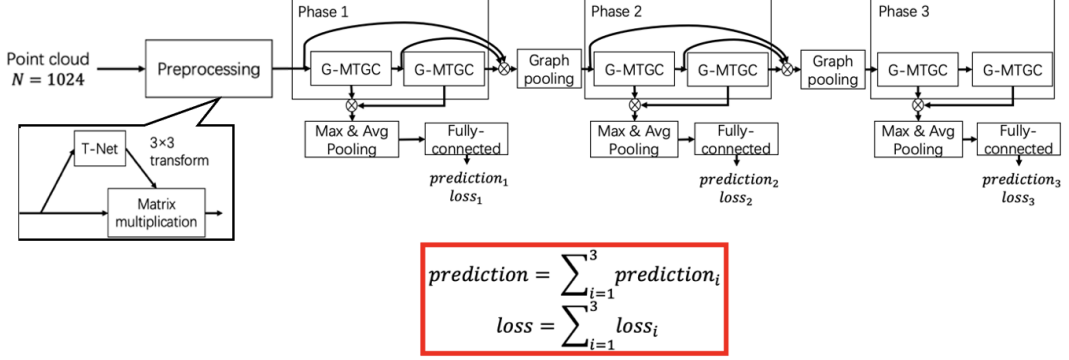 Phase 1
Phase 2
Phase 3
Point cloud
N = 1024
Preprocessing
G-MTGC
G-MTGC
Graph
pooling
G-MTGC
G-MTGC
Graph
pooling
G-MTGC
G-MTGC
Max & Avg
Pooling
Fully-
connected
Max & Avg
Pooling
Fully-
connected
Max & Avg
Pooling
Fully-
connected
prediction₁
loss₁
prediction₂
loss₂
prediction₃
loss₃
T-Net
3×3
transform
Matrix
multiplication
prediction = ∑³ᵢ₌₁ predictionᵢ
loss = ∑³ᵢ₌₁ lossᵢ